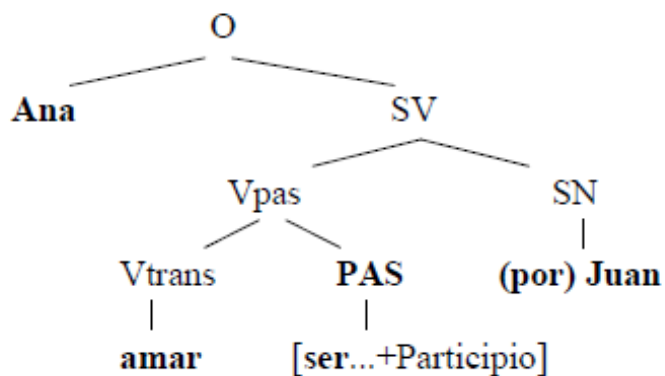 O
Ana SV
Vpas SN
Vtrans PAS (por) Juan
amar [ser...+Participio]